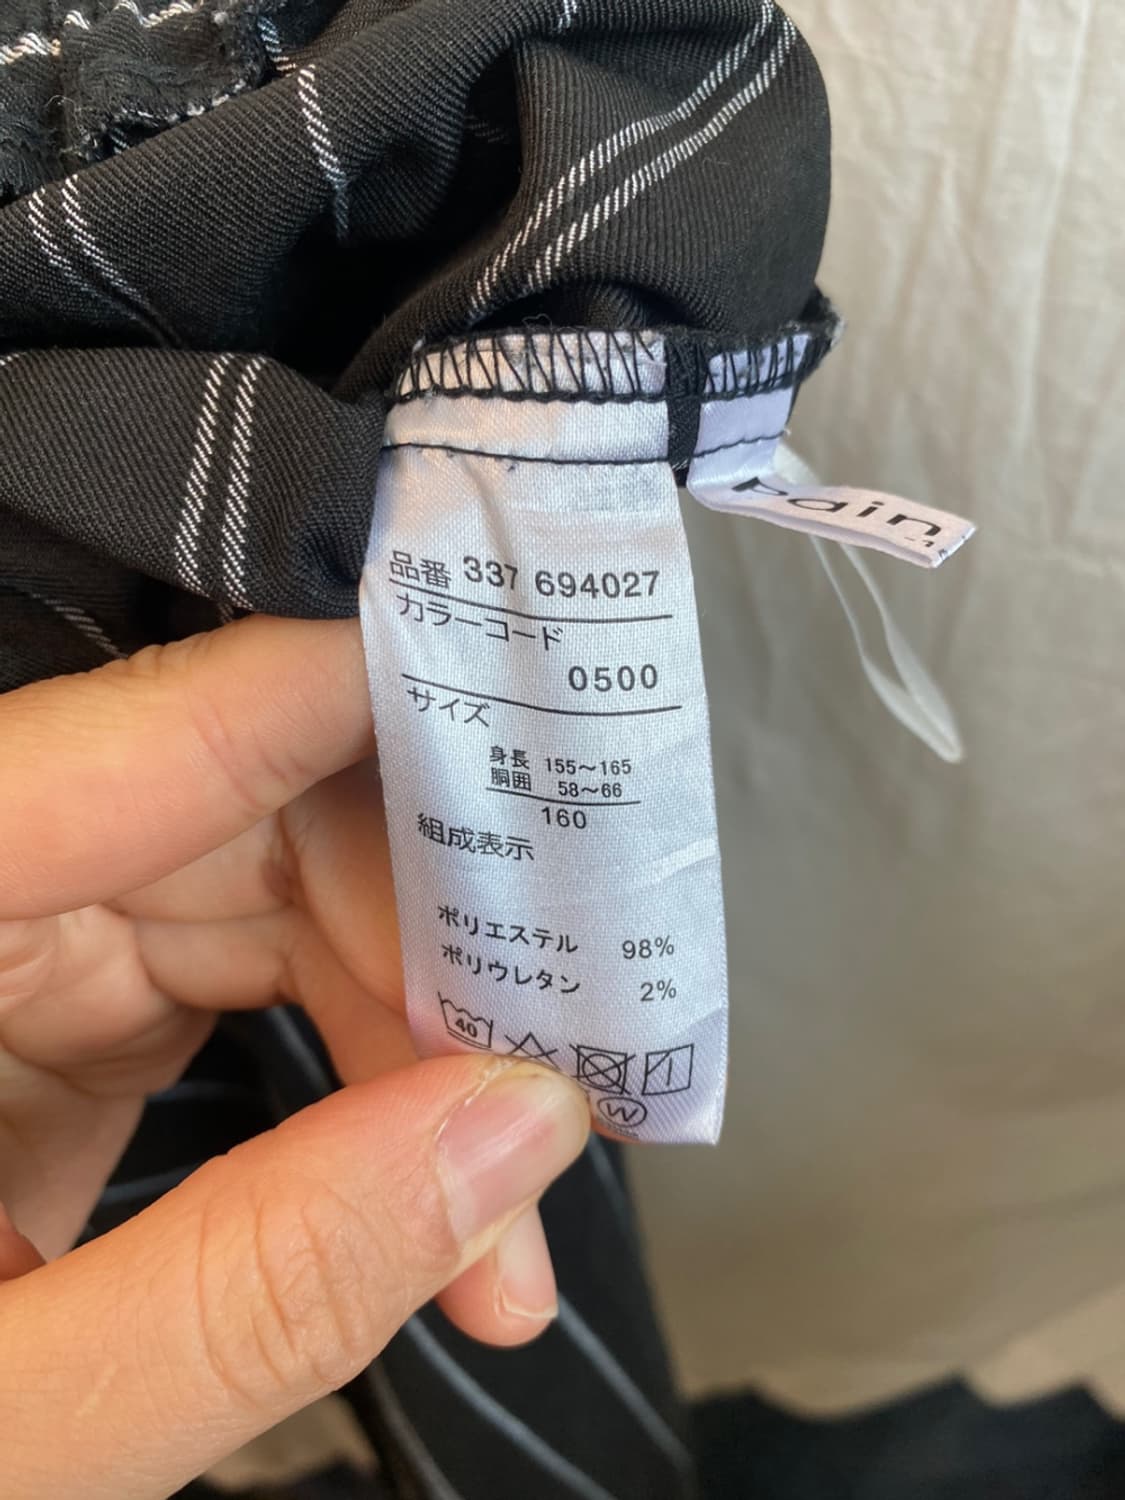 品番 337 694027
カラーコード
0500
サイズ
身長 155～165
胴囲 58～66
160
組成表示
ポリエステル 98%
ポリウレタン 2%
40
W